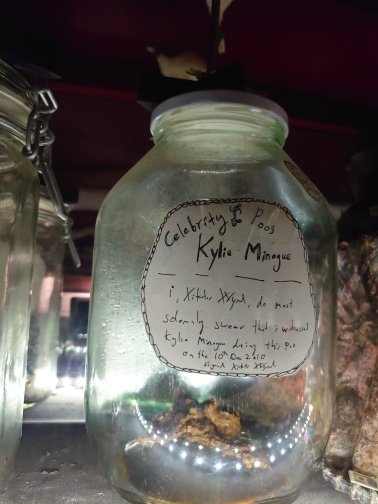 Celebrity Poos
Kylie Minogue
i, do most
solemnly swear that i witnessed
Kylie Minogue doing this Poo
on the 10th Dec 2010
signed